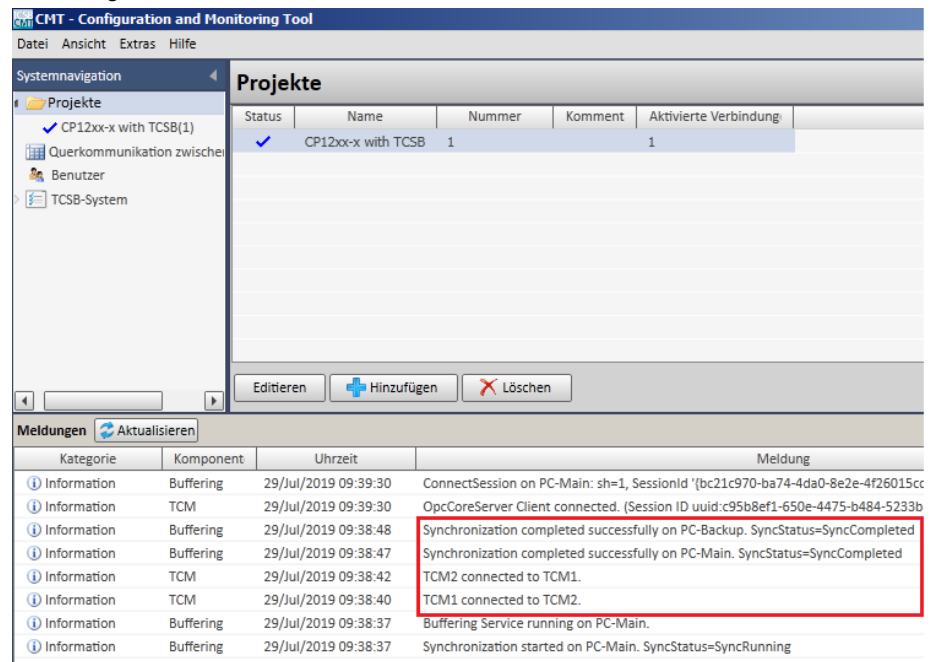 CMT - Configuration and Monitoring Tool
Datei Ansicht Extras Hilfe
Systemnavigation
Projekte
CP12xx-x with TCSB(1)
Querkommunikation zwischen
Benutzer
TCSB-System
Projekte
Status Name Nummer Komment Aktivierte Verbindung
CP12xx-x with TCSB 1 1
Editieren Hinzufügen Löschen
Meldungen Aktualisieren
Kategorie Komponent Uhrzeit Meldung
Information Buffering 29/Jul/2019 09:39:30 ConnectSession on PC-Main: sh=1, SessionId '{bc21c970-ba74-4da0-8e2e-4f26015cc
Information TCM 29/Jul/2019 09:39:30 OpcCoreServer Client connected. (Session ID uuid:c95b8ef1-650e-4475-b484-5233b
Information Buffering 29/Jul/2019 09:38:48 Synchronization completed successfully on PC-Backup. SyncStatus=SyncCompleted
Information Buffering 29/Jul/2019 09:38:47 Synchronization completed successfully on PC-Main. SyncStatus=SyncCompleted
Information TCM 29/Jul/2019 09:38:42 TCM2 connected to TCM1.
Information TCM 29/Jul/2019 09:38:40 TCM1 connected to TCM2.
Information Buffering 29/Jul/2019 09:38:37 Buffering Service running on PC-Main.
Information Buffering 29/Jul/2019 09:38:37 Synchronization started on PC-Main. SyncStatus=SyncRunning